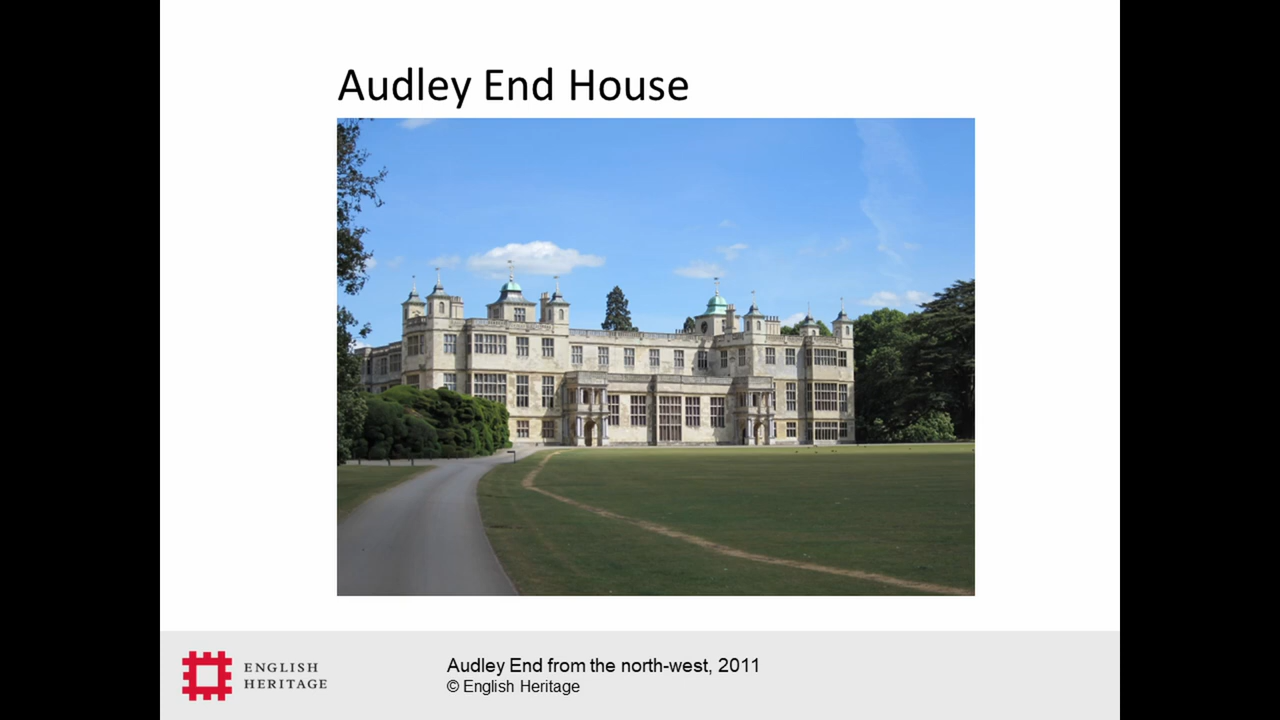 Audley End House
ENGLISH
HERITAGE
Audley End from the north-west, 2011
© English Heritage